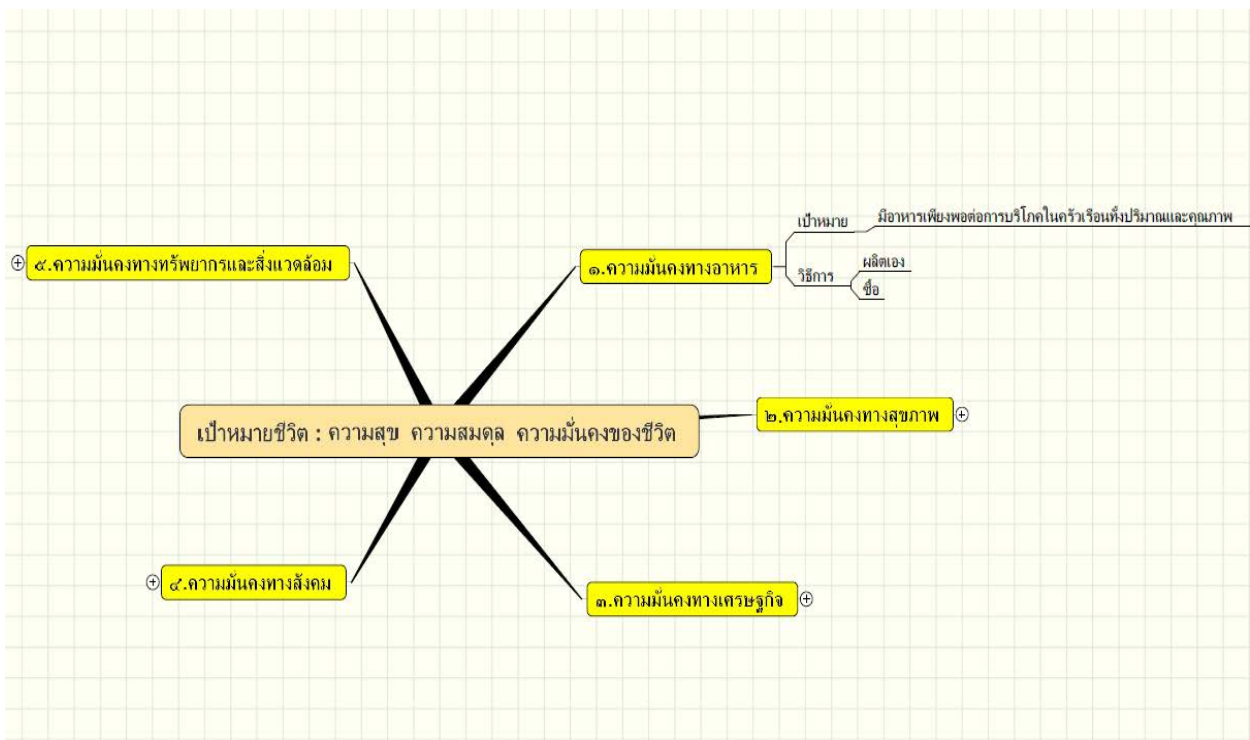 เป้าหมายชีวิต : ความสุข ความสมดุล ความมั่นคงของชีวิต
๑.ความมั่นคงทางอาหาร
เป้าหมาย
มีอาหารเพียงพอต่อการบริโภคในครัวเรือนทั้งปริมาณและคุณภาพ
วิธีการ
ผลิตเอง
ซื้อ
๒.ความมั่นคงทางสุขภาพ
๓.ความมั่นคงทางเศรษฐกิจ
๔.ความมั่นคงทางสังคม
๕.ความมั่นคงทางทรัพยากรและสิ่งแวดล้อม